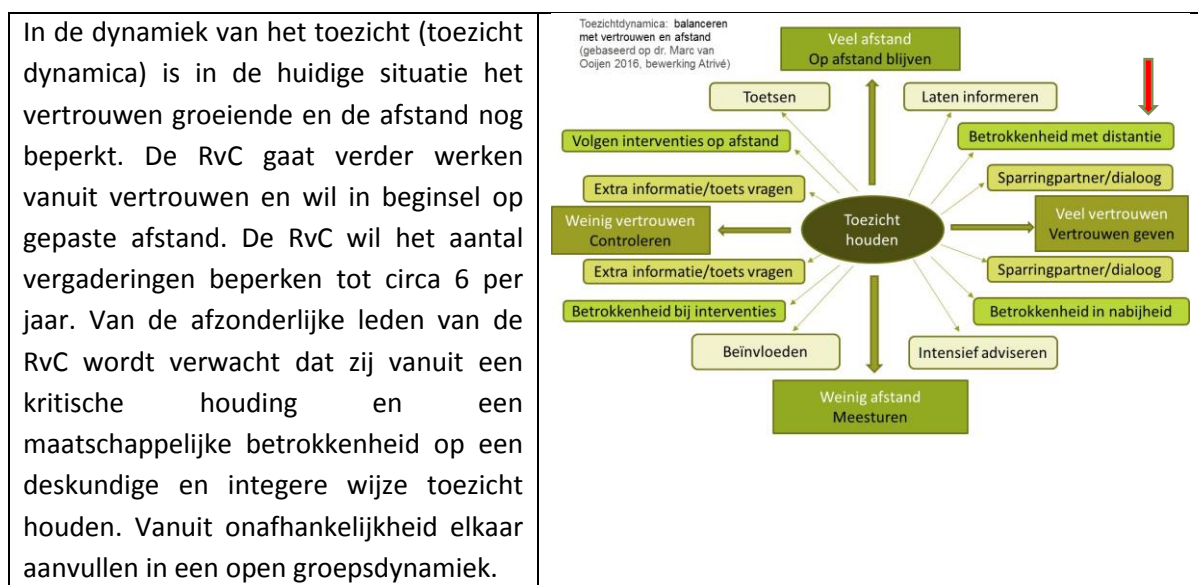 In de dynamiek van het toezicht (toezicht
dynamica) is in de huidige situatie het
vertrouwen groeiende en de afstand nog
beperkt. De RvC gaat verder werken
vanuit vertrouwen en wil in beginsel op
gepaste afstand. De RvC wil het aantal
vergaderingen beperken tot circa 6 per
jaar. Van de afzonderlijke leden van de
RvC wordt verwacht dat zij vanuit een
kritische houding en een
maatschappelijke betrokkenheid op een
deskundige en integere wijze toezicht
houden. Vanuit onafhankelijkheid elkaar
aanvullen in een open groepsdynamiek.
Toezichtdynamica: balanceren
met vertrouwen en afstand
(gebaseerd op dr. Marc van
Ooijen 2016, bewerking Atrivé)
Veel afstand
Op afstand blijven
Toetsen
Laten informeren
Volgen interventies op afstand
Betrokkenheid met distantie
Extra informatie/toets vragen
Sparringpartner/dialoog
Weinig vertrouwen
Controleren
Toezicht
houden
Veel vertrouwen
Vertrouwen geven
Extra informatie/toets vragen
Sparringpartner/dialoog
Betrokkenheid bij interventies
Betrokkenheid in nabijheid
Beïnvloeden
Intensief adviseren
Weinig afstand
Meesturen